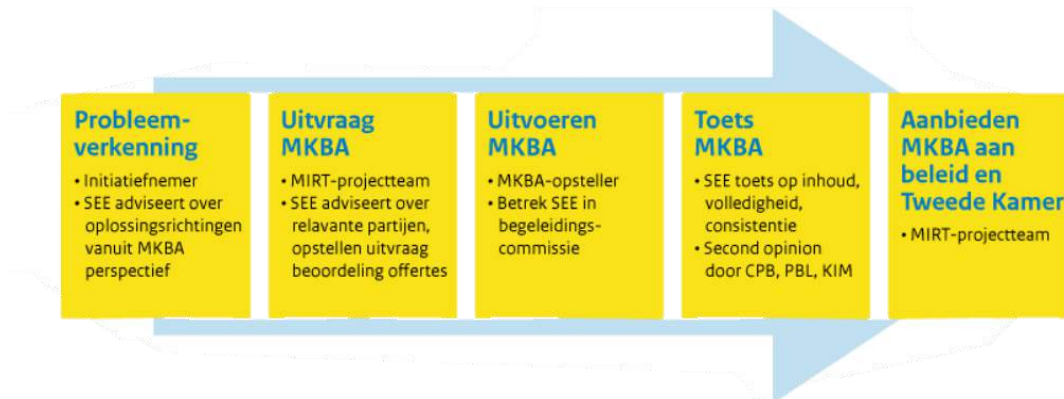 Probleem-
verkenning
• Initiatiefnemer
• SEE adviseert over
oplossingsrichtingen
vanuit MKBA
perspectief
Uitvraag
MKBA
• MIRT-projectteam
• SEE adviseert over
relevante partijen,
opstellen uitvraag
beoordeling offertes
Uitvoeren
MKBA
• MKBA-opsteller
• Betrek SEE in
begeleidings-
commissie
Toets
MKBA
• SEE toets op inhoud,
volledigheid,
consistentie
• Second opinion
door CPB, PBL, KIM
Aanbieden
MKBA aan
beleid en
Tweede Kamer
• MIRT-projectteam